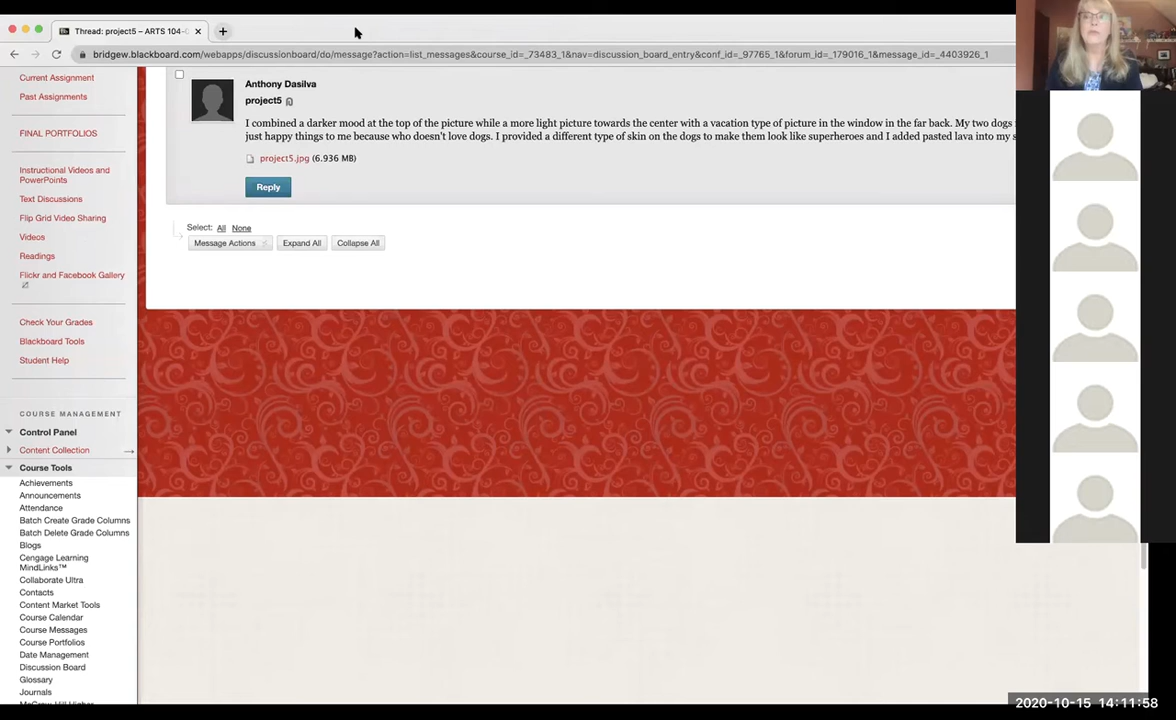 Thread: project5 – ARTS 104-
bridgew.blackboard.com/webapps/discussionboard/do/message?action=list_messages&course_id=_73483_1&nav=discussion_board_entry&conf_id=_97765_1&forum_id=_179016_1&message_id=_4403926_1
Current Assignment
Past Assignments
FINAL PORTFOLIOS
Instructional Videos and
PowerPoints
Text Discussions
Flip Grid Video Sharing
Videos
Readings
Flickr and Facebook Gallery
Check Your Grades
Blackboard Tools
Student Help
COURSE MANAGEMENT
Control Panel
Content Collection
Course Tools
Achievements
Announcements
Attendance
Batch Create Grade Columns
Batch Delete Grade Columns
Blogs
Cengage Learning
MindLinks™
Collaborate Ultra
Contacts
Content Market Tools
Course Calendar
Course Messages
Course Portfolios
Date Management
Discussion Board
Glossary
Journals
Anthony Dasilva
project5
I combined a darker mood at the top of the picture while a more light picture towards the center with a vacation type of picture in the window in the far back. My two dogs
just happy things to me because who doesn't love dogs. I provided a different type of skin on the dogs to make them look like superheroes and I added pasted lava into my
project5.jpg (6.936 MB)
Reply
Select: All None
Message Actions Expand All Collapse All
2020-10-15 14:11:58